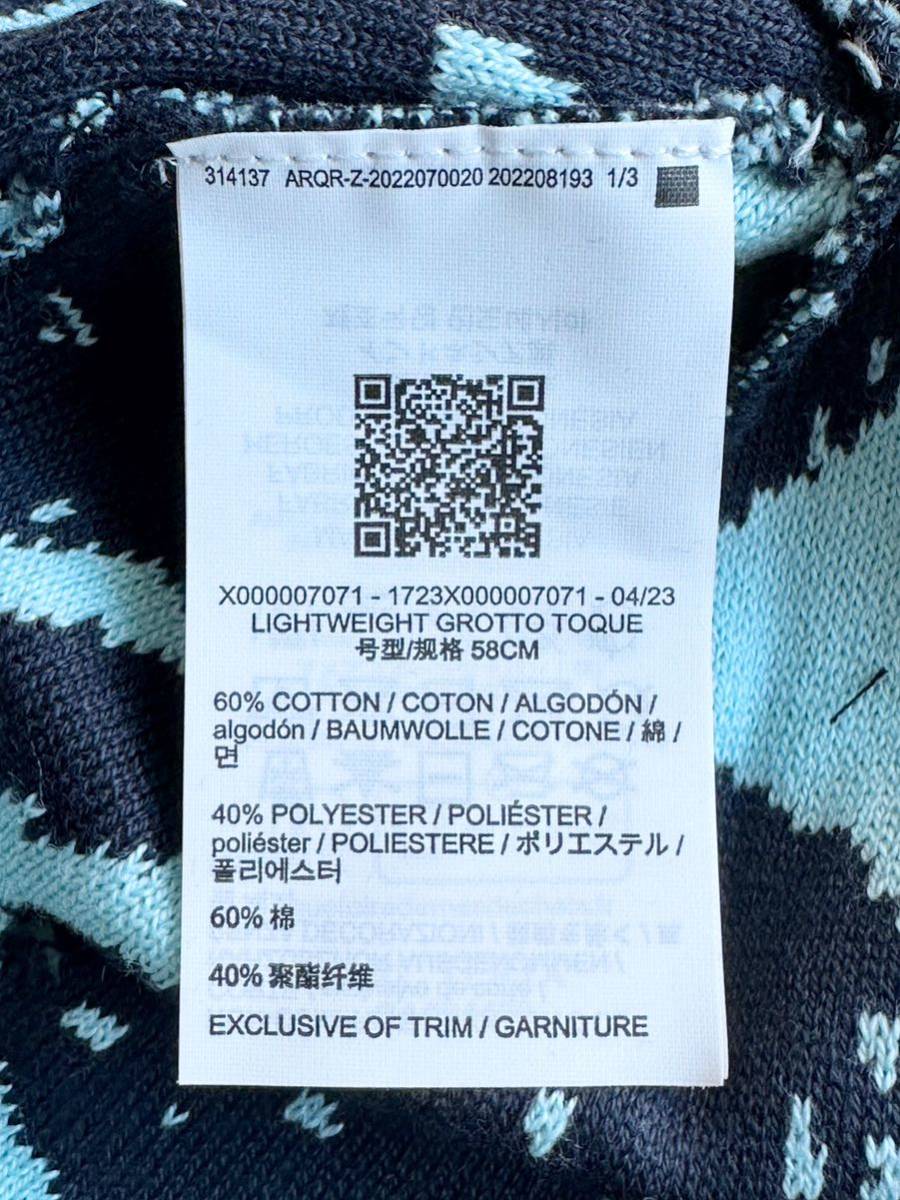 314137 ARQR-Z-2022070020 202208193 1/3
X000007071 - 1723X000007071 - 04/23
LIGHTWEIGHT GROTTO TOQUE
号型/规格 58CM
60% COTTON / COTON / ALGODÓN /
algodón / BAUMWOLLE / COTONE / 綿 /
면
40% POLYESTER / POLIÉSTER /
poliéster / POLIESTERE / ポリエステル /
폴리에스터
60% 棉
40% 聚酯纤维
EXCLUSIVE OF TRIM / GARNITURE